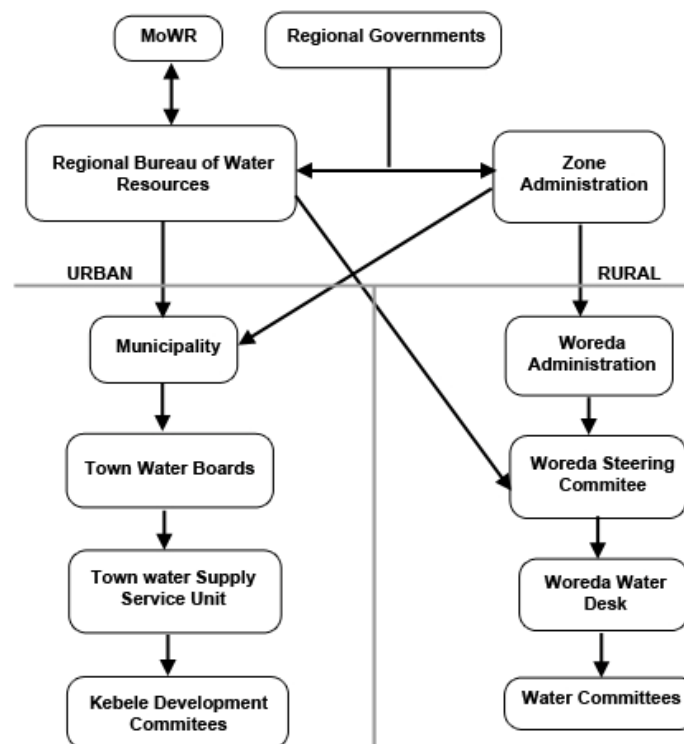 MoWR
Regional Governments
Regional Bureau of Water
Resources
Zone
Administration
URBAN
RURAL
Municipality
Woreda
Administration
Town Water Boards
Woreda Steering
Commitee
Town water Supply
Service Unit
Woreda Water
Desk
Kebele Development
Commitees
Water Committees